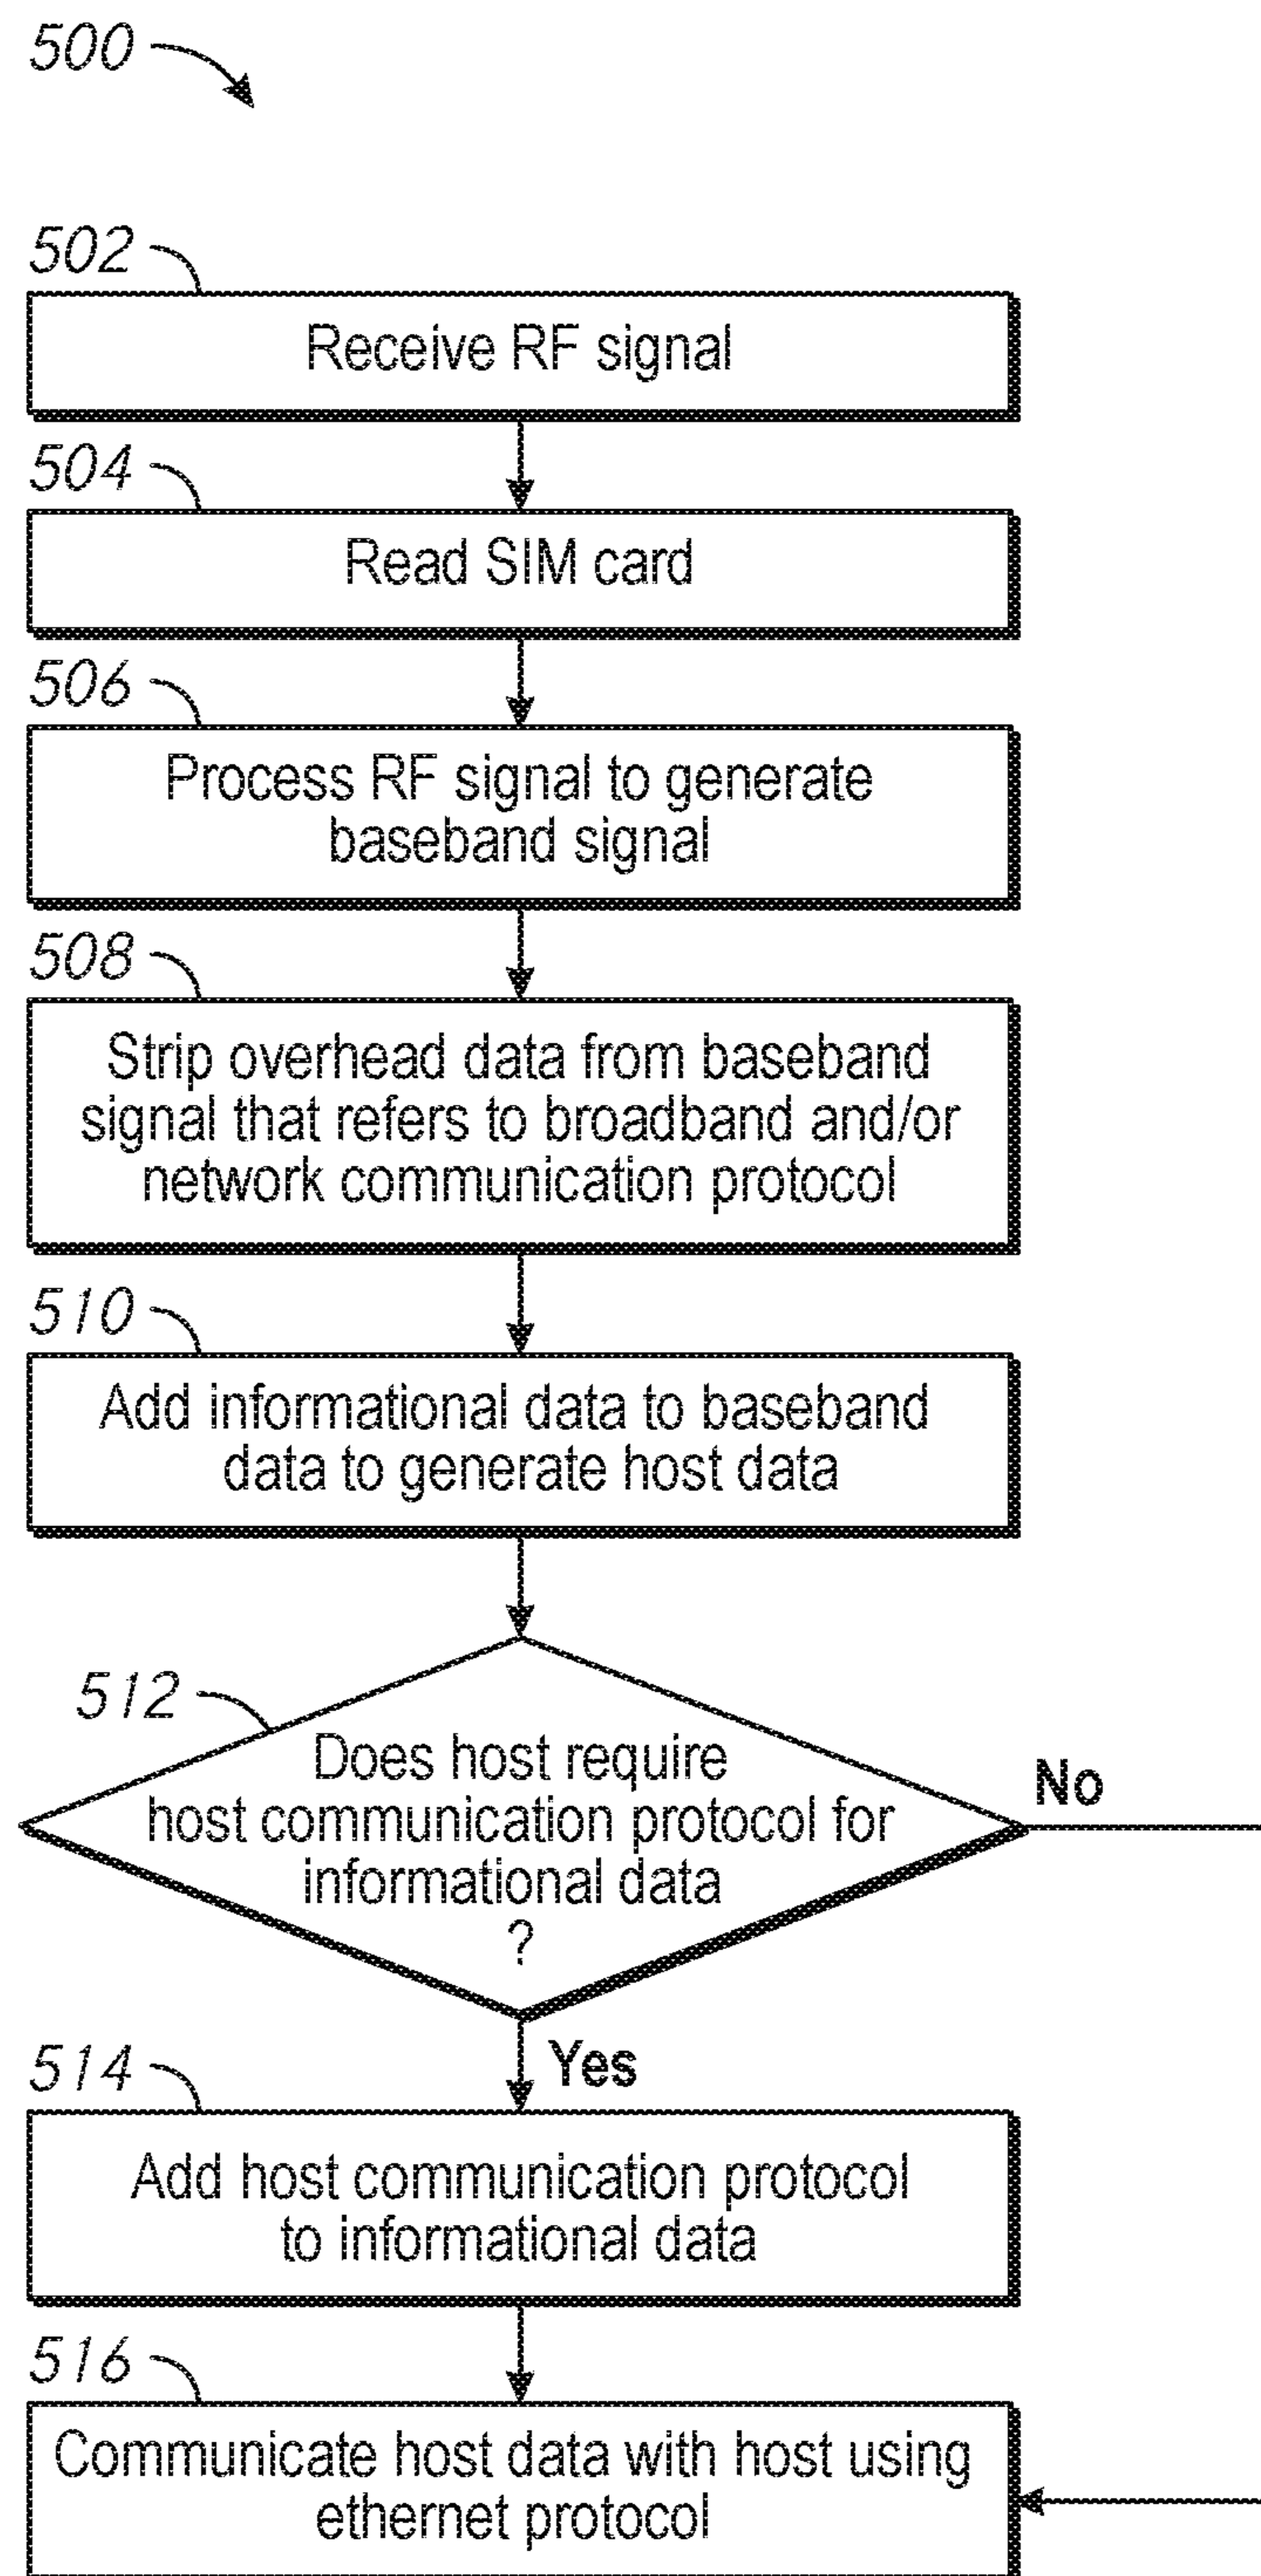 500
502
Receive RF signal
504
Read SIM card
506
Process RF signal to generate
baseband signal
508
Strip overhead data from baseband
signal that refers to broadband and/or
network communication protocol
510
Add informational data to baseband
data to generate host data
512
Does host require
host communication protocol for
informational data
?
No
Yes
514
Add host communication protocol
to informational data
516
Communicate host data with host using
ethernet protocol